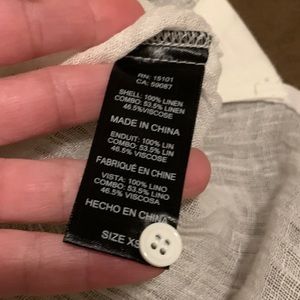 RN: 15101
CA: 59087
SHELL: 100% LINEN
COMBO: 53.5% LINEN
46.5%VISCOSE
MADE IN CHINA
ENDUIT: 100% LIN
COMBO: 53.5% LIN
46.5%VISCOSE
FABRIQUÉ EN CHINE
VISTA: 100% LINO
COMBO: 53.5% LINO
46.5% VISCOSA
HECHO EN CHINA
SIZE XS